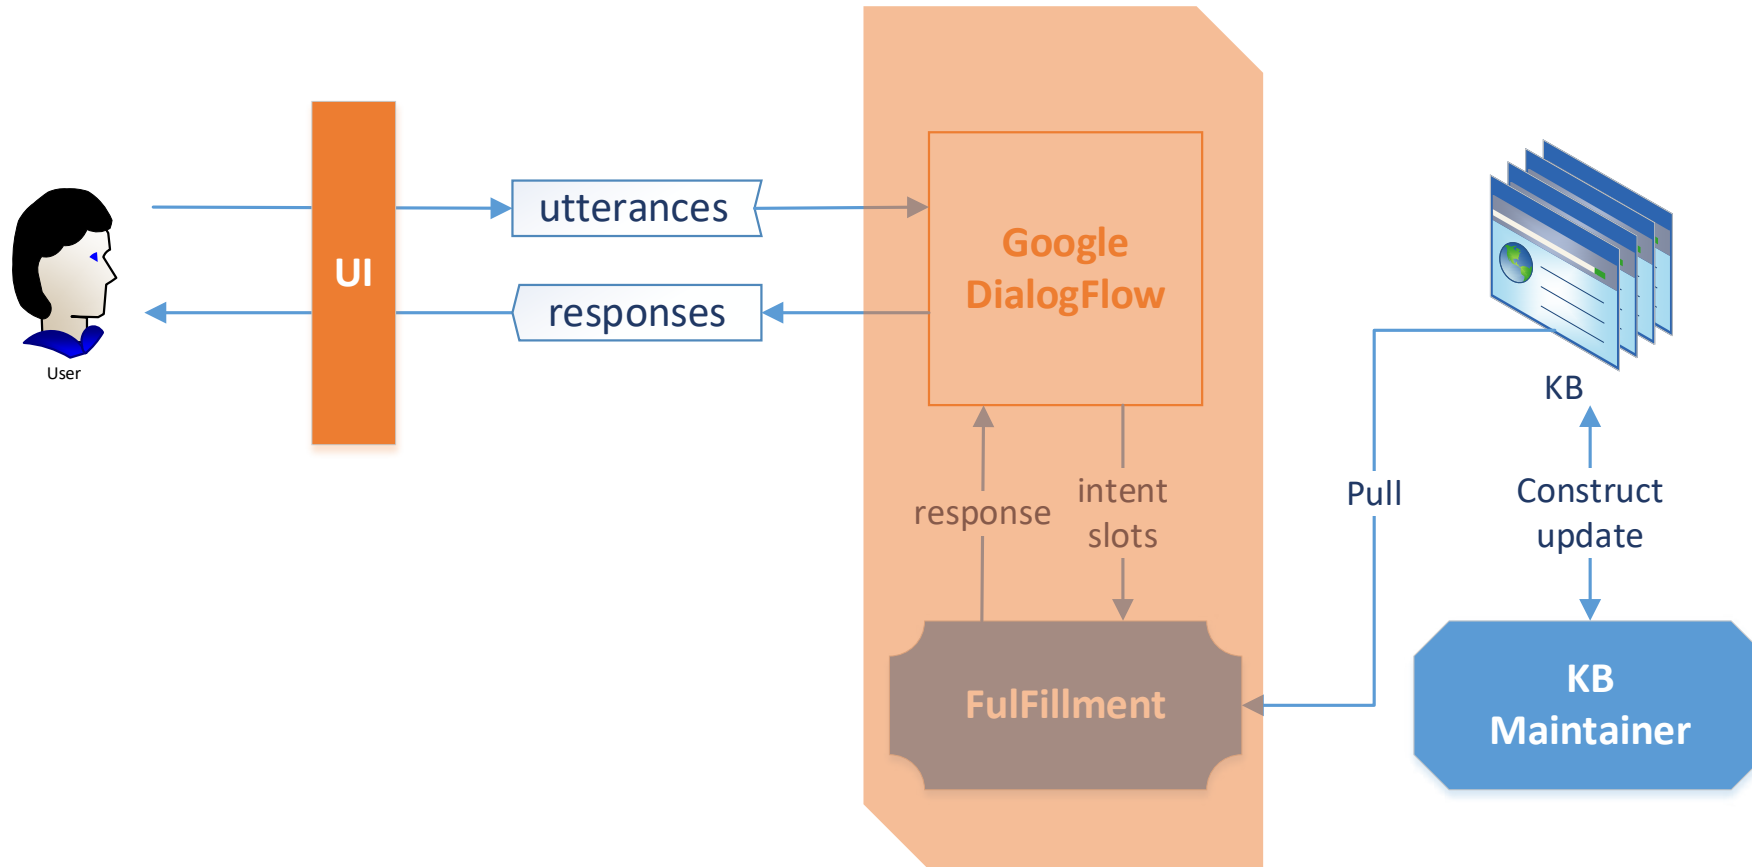 User
UI
utterances
responses
Google
DialogFlow
response
intent
slots
FulFillment
Pull
KB
Construct
update
KB
Maintainer